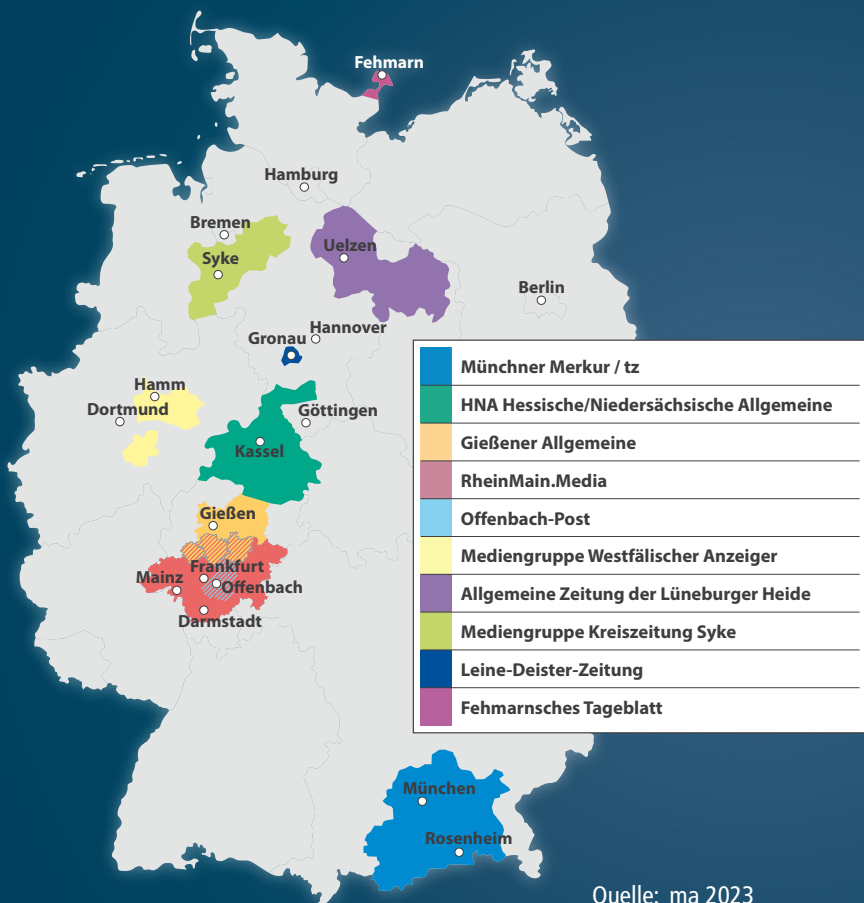 Fehmarn
Hamburg
Bremen
Syke
Uelzen
Berlin
Hannover
Gronau
Hamm
Dortmund
Göttingen
Kassel
Gießen
Frankfurt
Mainz
Offenbach
Darmstadt
München
Rosenheim
Münchner Merkur / tz
HNA Hessische/Niedersächsische Allgemeine
Gießener Allgemeine
RheinMain.Media
Offenbach-Post
Mediengruppe Westfälischer Anzeiger
Allgemeine Zeitung der Lüneburger Heide
Mediengruppe Kreiszeitung Syke
Leine-Deister-Zeitung
Fehmarnsches Tageblatt
Quelle: ma 2023